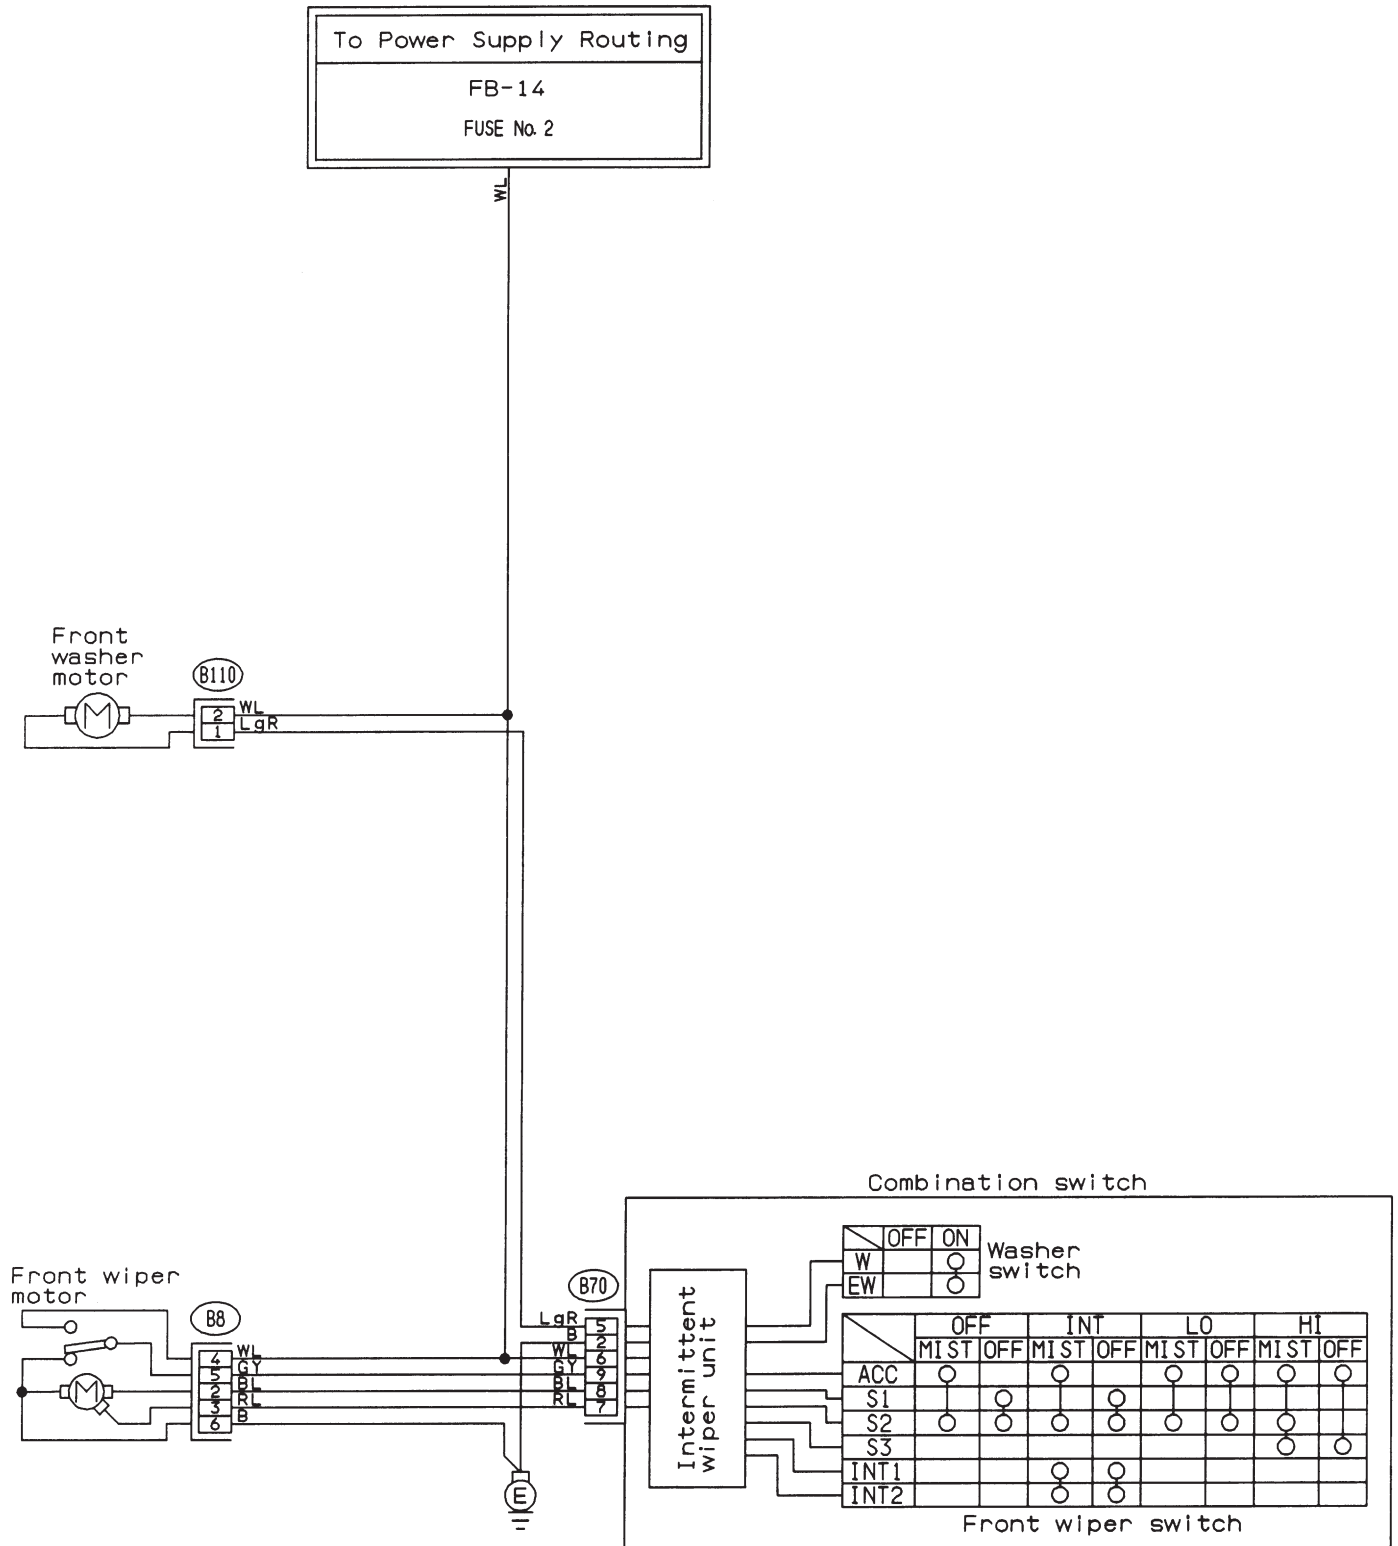 To Power Supply Routing
FB-14
FUSE No. 2
WL
Front
washer
motor
B110
2 WL
1 LgR
Combination switch
OFF ON
W
EW
Washer
switch
Front wiper
motor
B8
4 WL
5 GY
2 BL
3 RL
6 B
B70
LgR 5
B 2
WL 6
GY 9
BL 8
RL 7
Intermittent
wiper unit
OFF INT LO HI
MIST OFF MIST OFF MIST OFF MIST OFF
ACC
S1
S2
S3
INT1
INT2
Front wiper switch
M
M
E